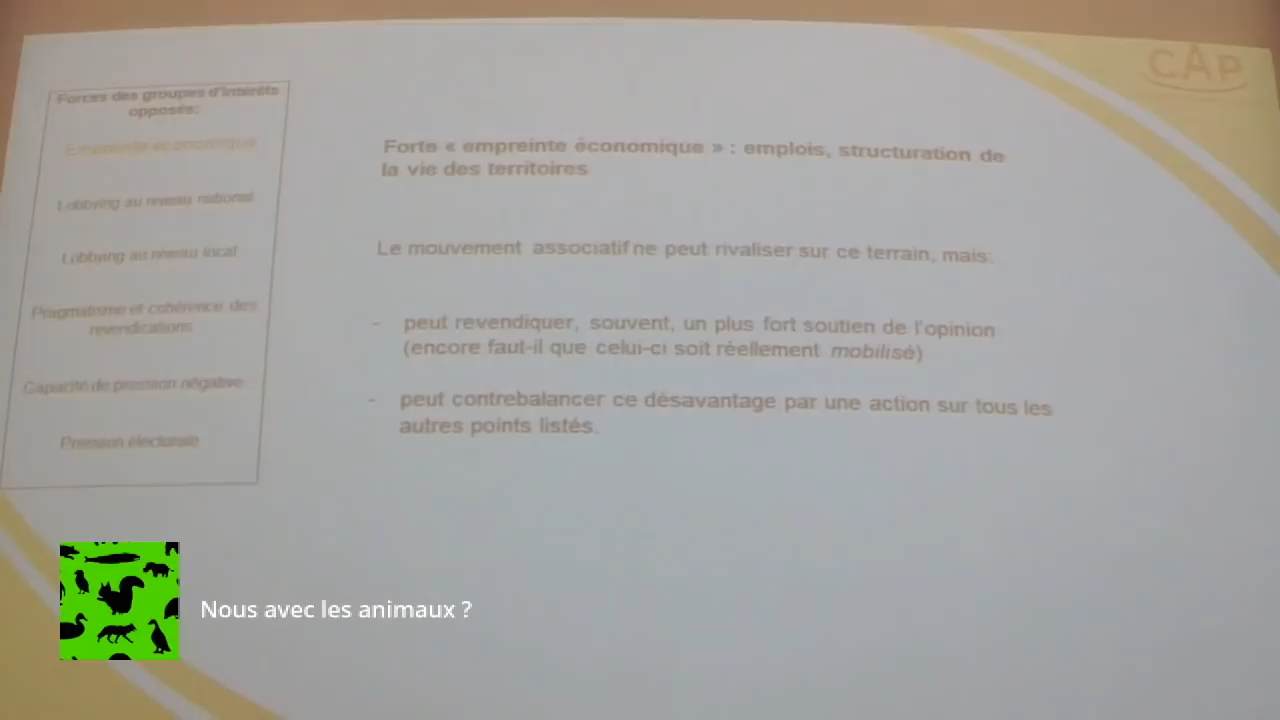 CAP
Forces des groupes d'intérêts
opposés:
Empreinte économique
Lobbying au niveau national
Lobbying au niveau local
Pragmatisme et cohérence des
revendications
Capacité de pression négative
Pression électorale
Forte « empreinte économique » : emplois, structuration de
la vie des territoires
Le mouvement associatif ne peut rivaliser sur ce terrain, mais:
- peut revendiquer, souvent, un plus fort soutien de l'opinion
(encore faut-il que celui-ci soit réellement mobilisé)
- peut contrebalancer ce désavantage par une action sur tous les
autres points listés.
Nous avec les animaux ?